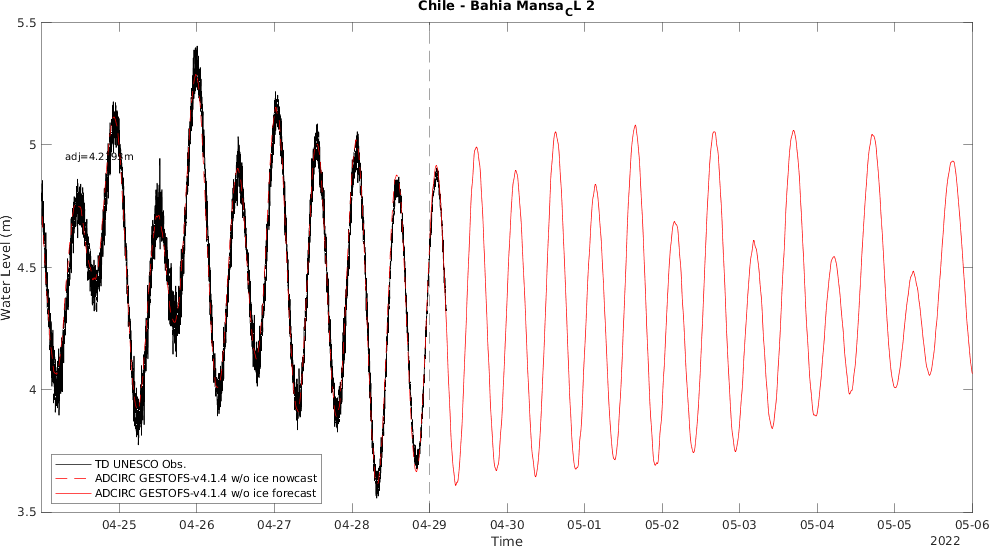 Chile - Bahia Mansa_CL 2
5.5
5
4.5
4
3.5
Water Level (m)
TD UNESCO Obs.
ADCIRC GESTOFS-v4.1.4 w/o ice nowcast
ADCIRC GESTOFS-v4.1.4 w/o ice forecast
04-25 04-26 04-27 04-28 04-29 04-30 05-01 05-02 05-03 05-04 05-05 05-06
Time
2022